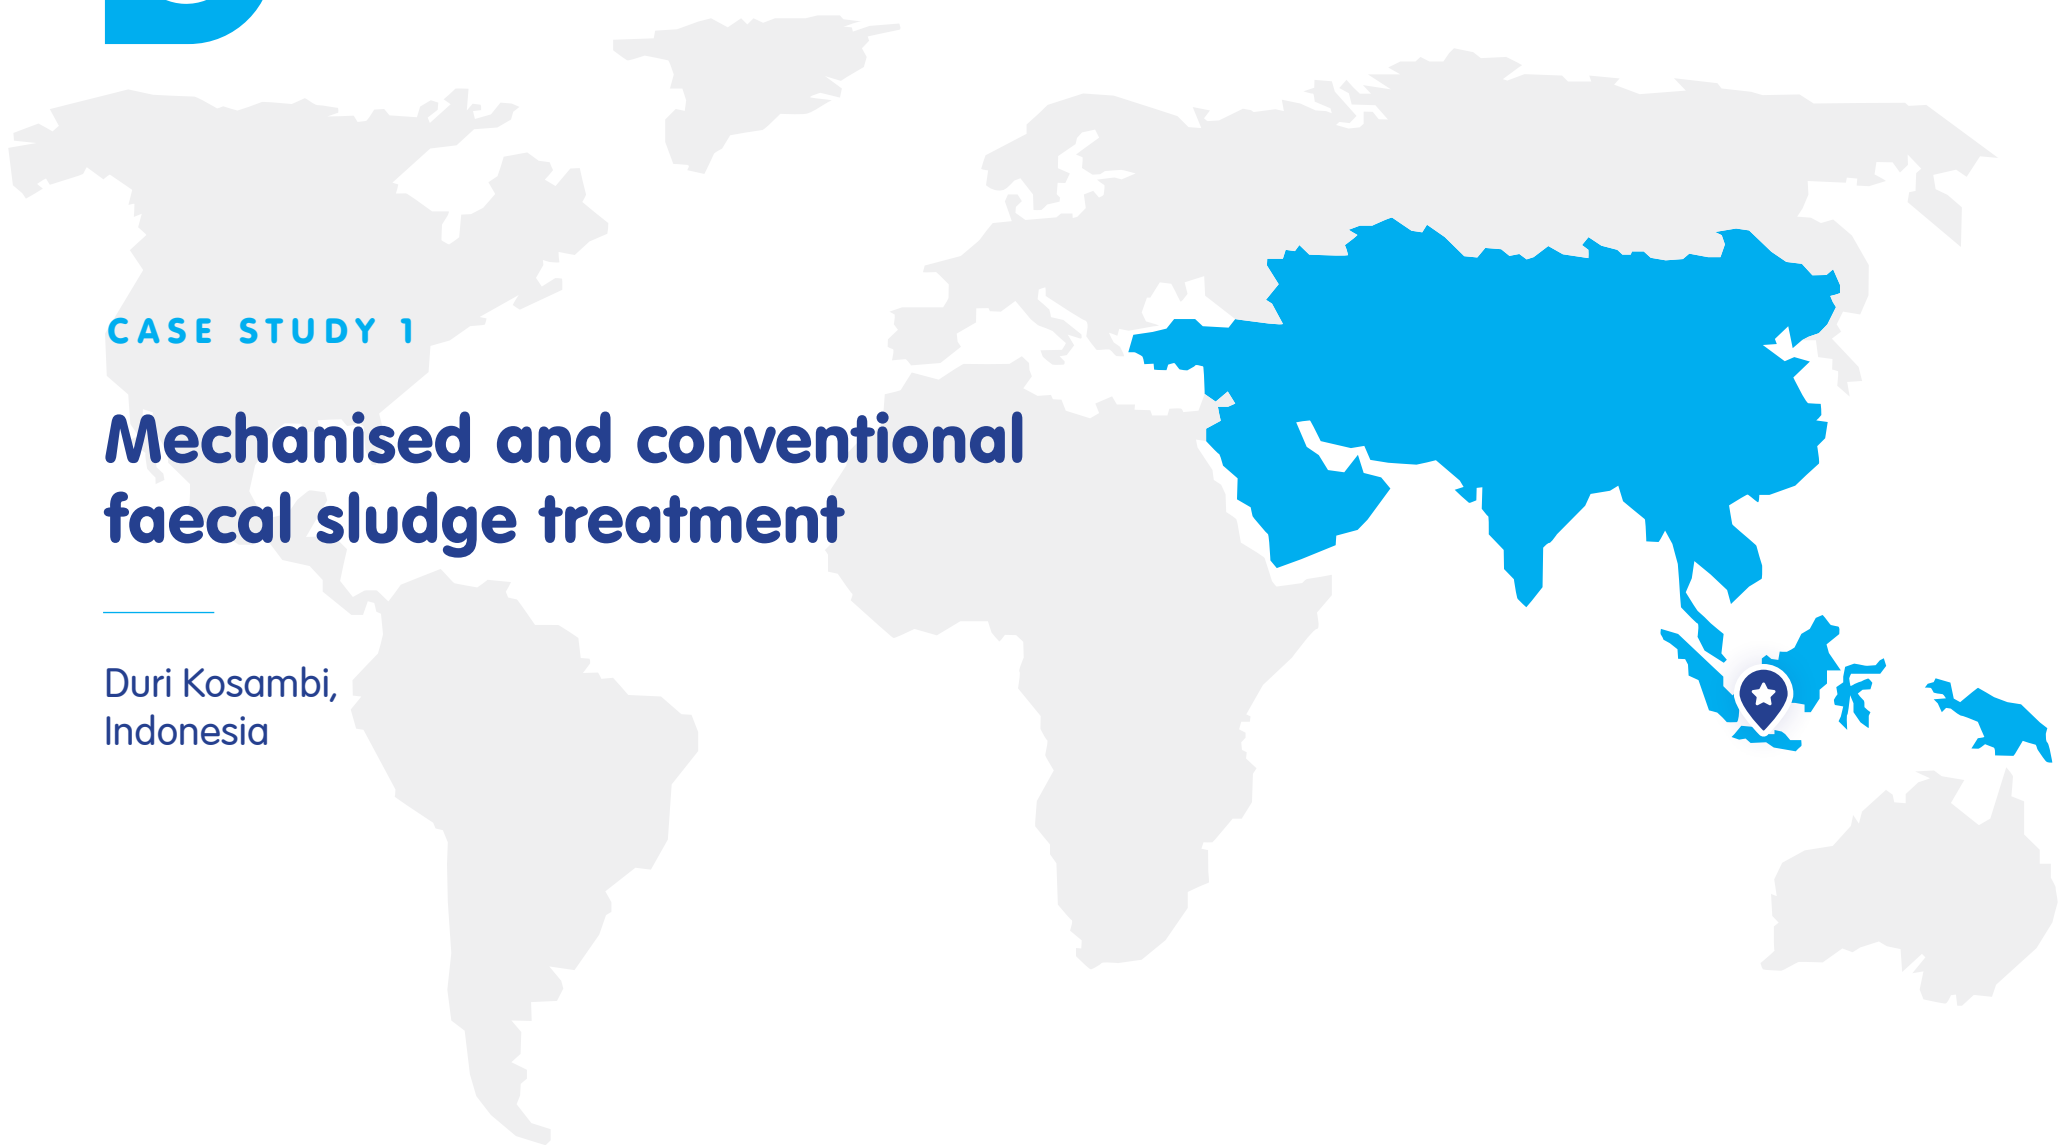 CASE STUDY 1
Mechanised and conventional
faecal sludge treatment
Duri Kosambi,
Indonesia